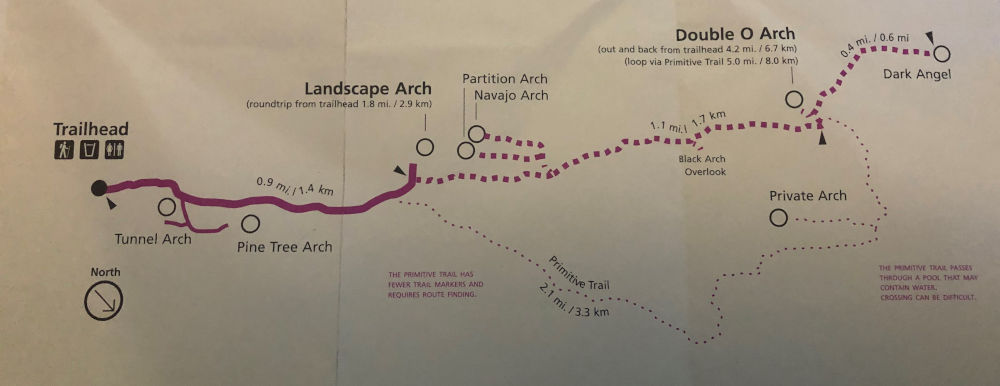 Double O Arch
(out and back from trailhead 4.2 mi. / 6.7 km)
(loop via Primitive Trail 5.0 mi. / 8.0 km)
0.4 mi. / 0.6 mi
Dark Angel
Landscape Arch
(roundtrip from trailhead 1.8 mi. / 2.9 km)
Partition Arch
Navajo Arch
Trailhead
1.1 mi. / 1.7 km
Black Arch
Overlook
0.9 mi. / 1.4 km
Private Arch
Tunnel Arch
Pine Tree Arch
North
THE PRIMITIVE TRAIL HAS
FEWER TRAIL MARKERS AND
REQUIRES ROUTE FINDING.
Primitive Trail
2.1 mi. / 3.3 km
THE PRIMITIVE TRAIL PASSES
THROUGH A POOL THAT MAY
CONTAIN WATER.
CROSSING CAN BE DIFFICULT.